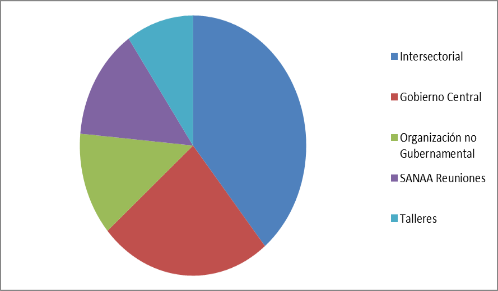 Intersectorial
Gobierno Central
Organización no
Gubernamental
SANAA Reuniones
Talleres